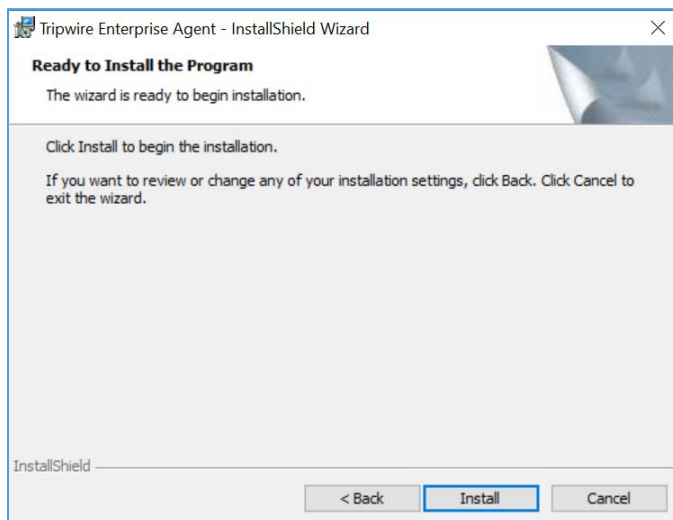 Tripwire Enterprise Agent - InstallShield Wizard
Ready to Install the Program
The wizard is ready to begin installation.
Click Install to begin the installation.
If you want to review or change any of your installation settings, click Back. Click Cancel to
exit the wizard.
InstallShield
< Back
Install
Cancel